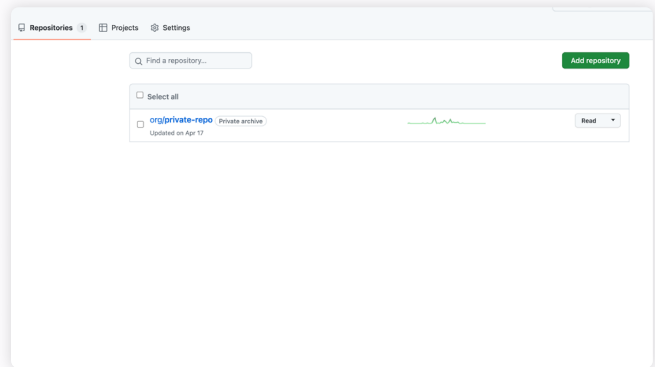 Repositories 1 Projects Settings
Find a repository...
Add repository
Select all
org/private-repo Private archive
Read
Updated on Apr 17